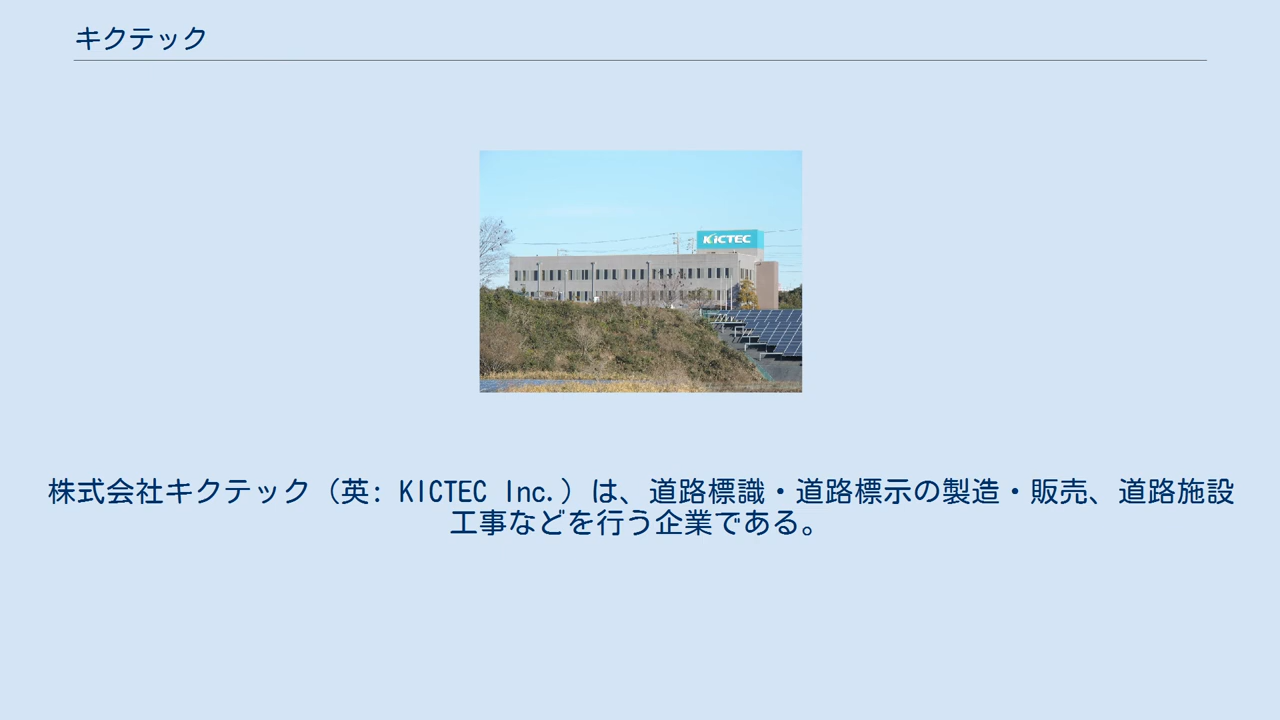 キクテック
KICTEC
株式会社キクテック（英: KICTEC Inc.）は、道路標識・道路標示の製造・販売、道路施設
工事などを行う企業である。